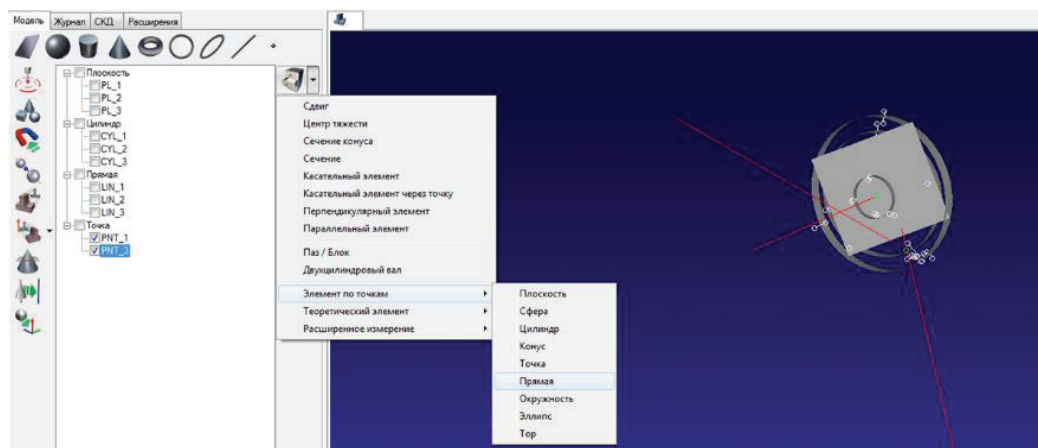 Модель Журнал СКД Расширения
Плоскость
PL_1
PL_2
PL_3
Цилиндр
CYL_1
CYL_2
CYL_3
Прямая
LIN_1
LIN_2
LIN_3
Точка
PNT_1
PNT_3
Сдвиг
Центр тяжести
Сечение конуса
Сечение
Касательный элемент
Касательный элемент через точку
Перпендикулярный элемент
Параллельный элемент
Паз / Блок
Двухцилиндровый вал
Элемент по точкам
Теоретический элемент
Расширенное измерение
Плоскость
Сфера
Цилиндр
Конус
Точка
Прямая
Окружность
Эллипс
Тор